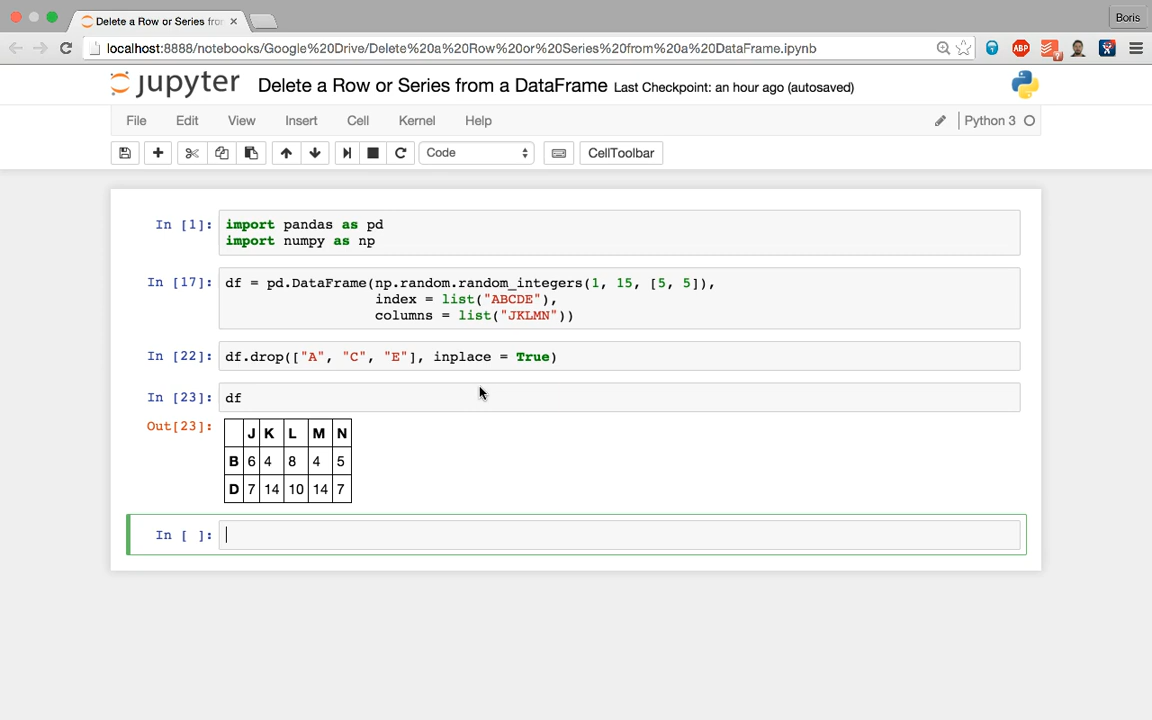 Delete a Row or Series fro
Boris
localhost:8888/notebooks/Google%20Drive/Delete%20a%20Row%20or%20Series%20from%20a%20DataFrame.ipynb
ABP
?
jupyter
Delete a Row or Series from a DataFrame Last Checkpoint: an hour ago (autosaved)
File Edit View Insert Cell Kernel Help
Python 3
Code
CellToolbar
In [1]: import pandas as pd
import numpy as np
In [17]: df = pd.DataFrame(np.random.random_integers(1, 15, [5, 5]),
index = list("ABCDE"),
columns = list("JKLMN"))
In [22]: df.drop(["A", "C", "E"], inplace = True)
In [23]: df
Out[23]:
J K L M N
B 6 4 8 4 5
D 7 14 10 14 7
In [ ]: